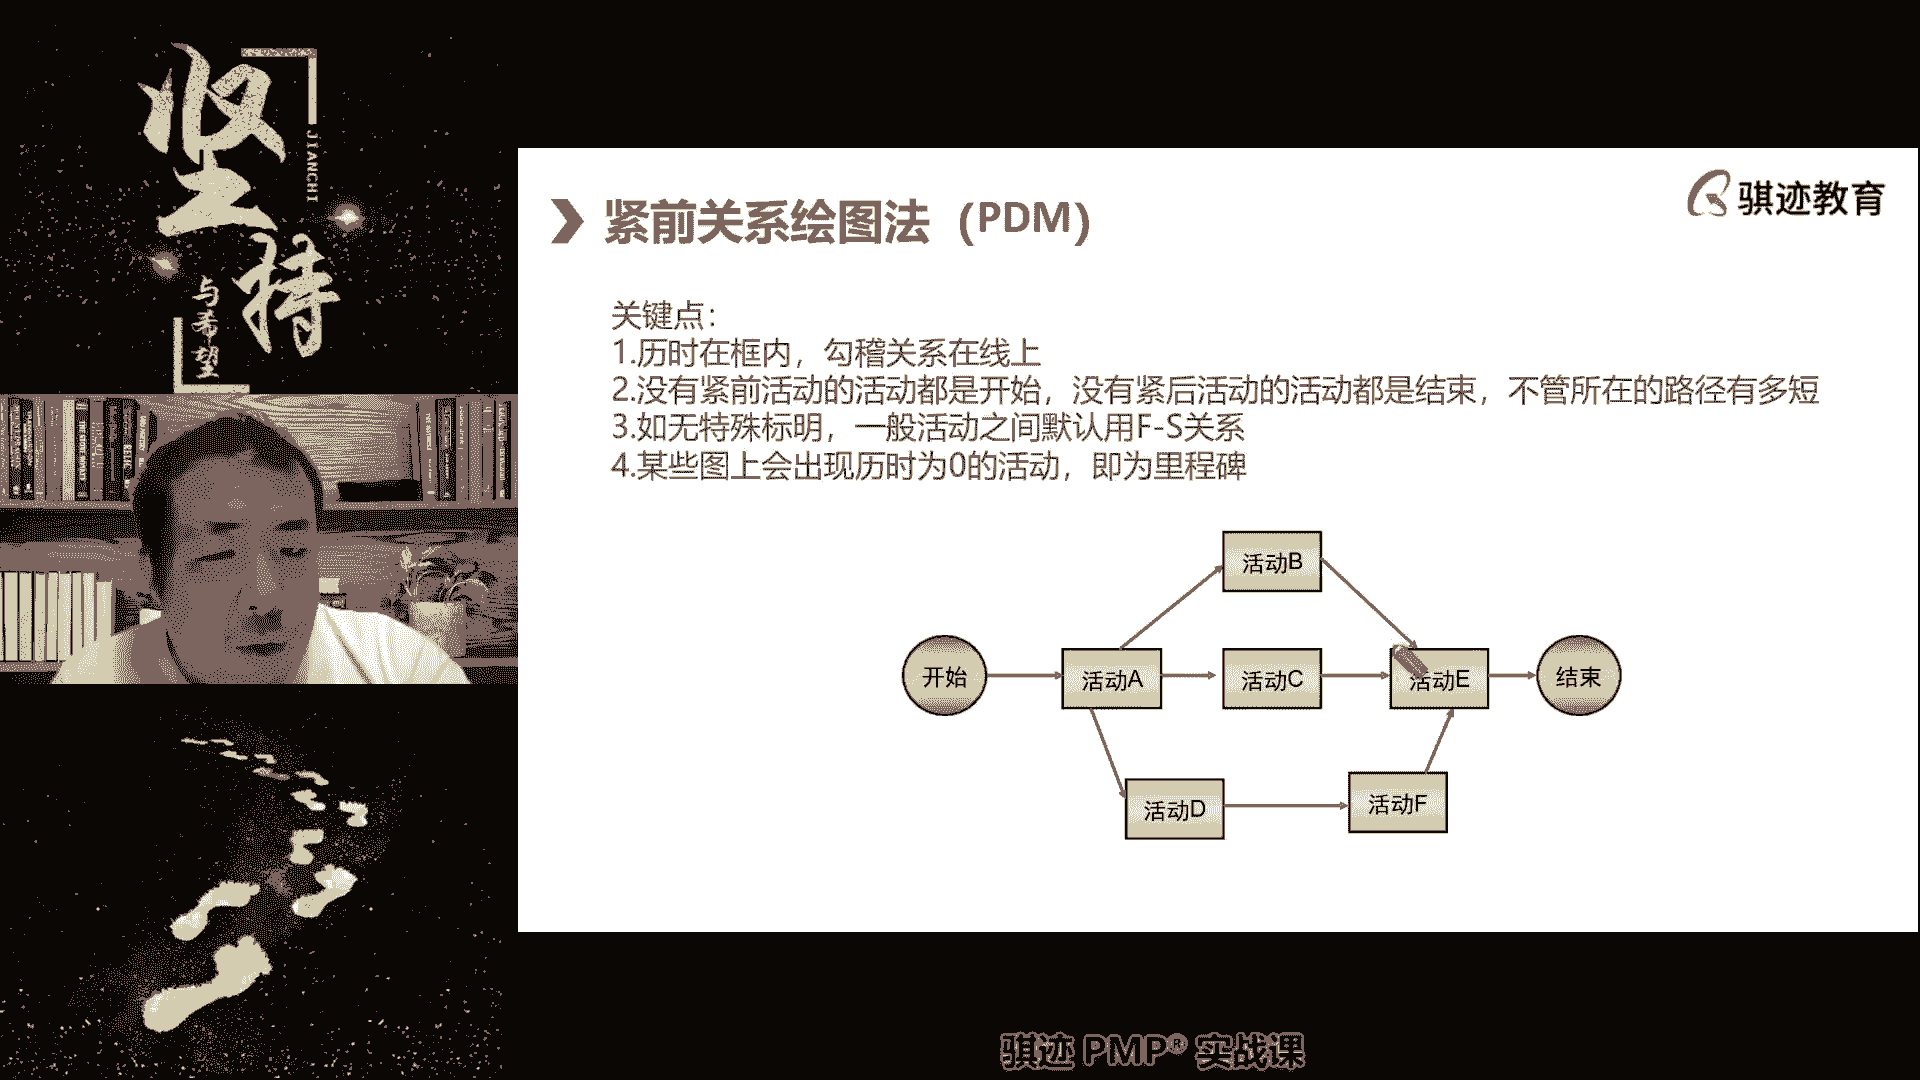 坚持
JIANCHI
与希望
骐迹教育
紧前关系绘图法（PDM）
关键点：
1.历时在框内，勾稽关系在线上
2.没有紧前活动的活动都是开始，没有紧后活动的活动都是结束，不管所在的路径有多短
3.如无特殊标明，一般活动之间默认用F-S关系
4.某些图上会出现历时为0的活动，即为里程碑
活动B
开始
活动A
活动C
活动E
结束
活动D
活动F
骐迹 PMP® 实战课